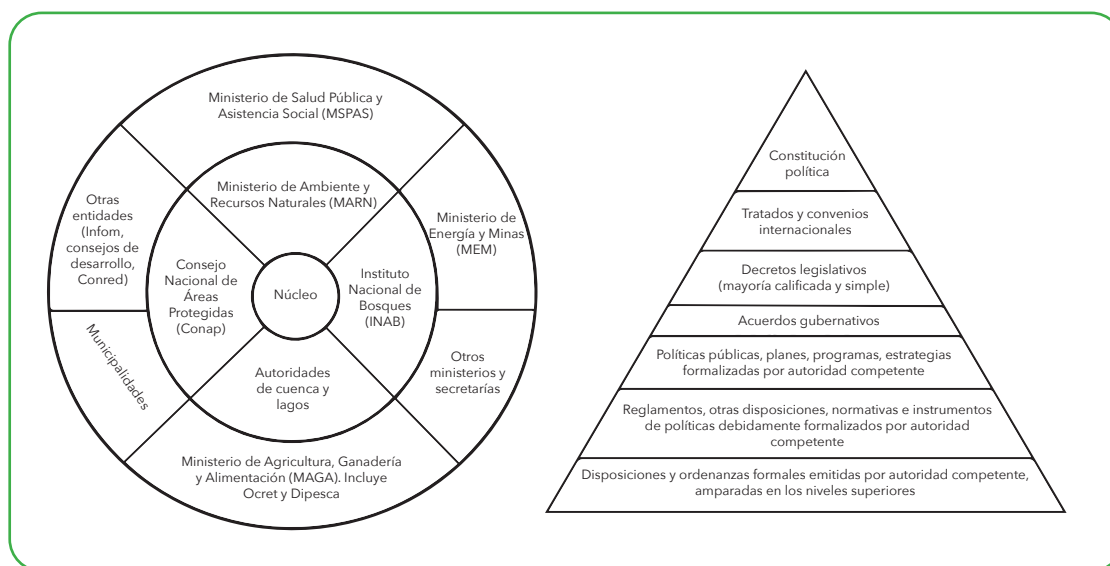 Ministerio de Salud Pública y
Asistencia Social (MSPAS)
Otras
entidades
(Infom,
consejos de
desarrollo,
Conred)
Ministerio de Ambiente y
Recursos Naturales (MARN)
Ministerio de
Energía y Minas
(MEM)
Consejo
Nacional de
Áreas
Protegidas
(Conap)
Núcleo
Instituto
Nacional de
Bosques
(INAB)
Municipalidades
Autoridades
de cuenca y
lagos
Otros
ministerios y
secretarías
Ministerio de Agricultura, Ganadería
y Alimentación (MAGA). Incluye
Ocret y Dipesca
Constitución
política
Tratados y convenios
internacionales
Decretos legislativos
(mayoría calificada y simple)
Acuerdos gubernativos
Políticas públicas, planes, programas, estrategias
formalizadas por autoridad competente
Reglamentos, otras disposiciones, normativas e instrumentos
de políticas debidamente formalizados por autoridad
competente
Disposiciones y ordenanzas formales emitidas por autoridad competente,
amparadas en los niveles superiores